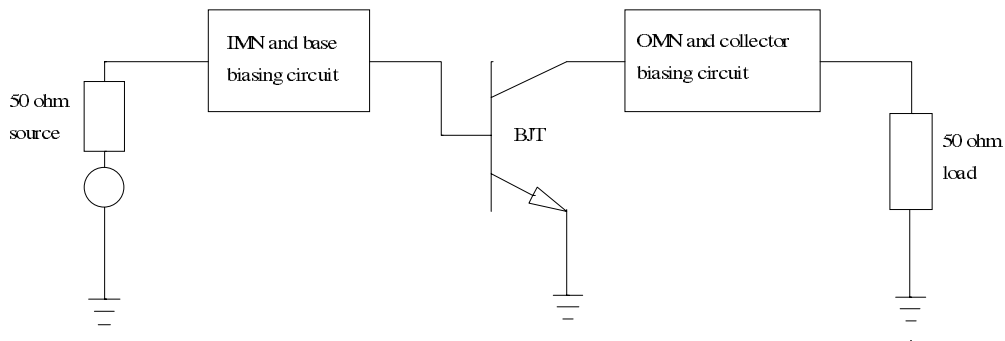 IMN and base
biasing circuit
OMN and collector
biasing circuit
50 ohm
source
BJT
50 ohm
load